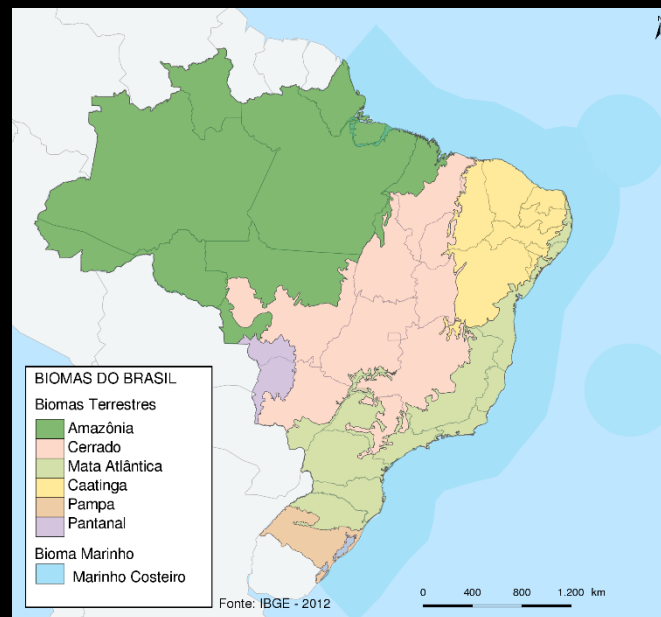 BIOMAS DO BRASIL
Biomas Terrestres
Amazônia
Cerrado
Mata Atlântica
Caatinga
Pampa
Pantanal
Bioma Marinho
Marinho Costeiro
Fonte: IBGE - 2012
0 400 800 1.200 km